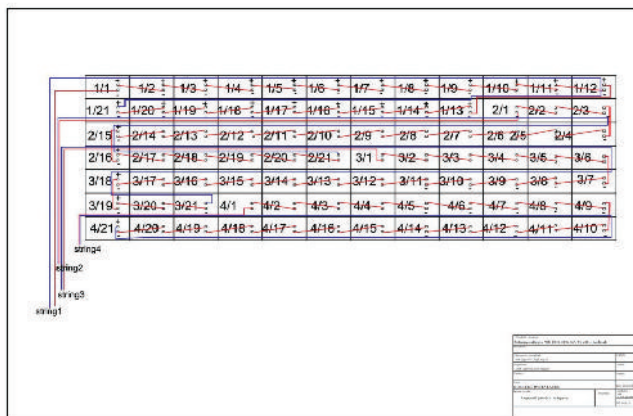 1/1 1/2 1/3 1/4 1/5 1/6 1/7 1/8 1/9 1/10 1/11 1/12
1/21 1/20 1/19 1/18 1/17 1/16 1/15 1/14 1/13 2/1 2/2 2/3
2/15 2/14 2/13 2/12 2/11 2/10 2/9 2/8 2/7 2/6 2/5 2/4
2/16 2/17 2/18 2/19 2/20 2/21 3/1 3/2 3/3 3/4 3/5 3/6
3/18 3/17 3/16 3/15 3/14 3/13 3/12 3/11 3/10 3/9 3/8 3/7
3/19 3/20 3/21 4/1 4/2 4/3 4/4 4/5 4/6 4/7 4/8 4/9
4/21 4/20 4/19 4/18 4/17 4/16 4/15 4/14 4/13 4/12 4/11 4/10
string4
string2
string3
string1